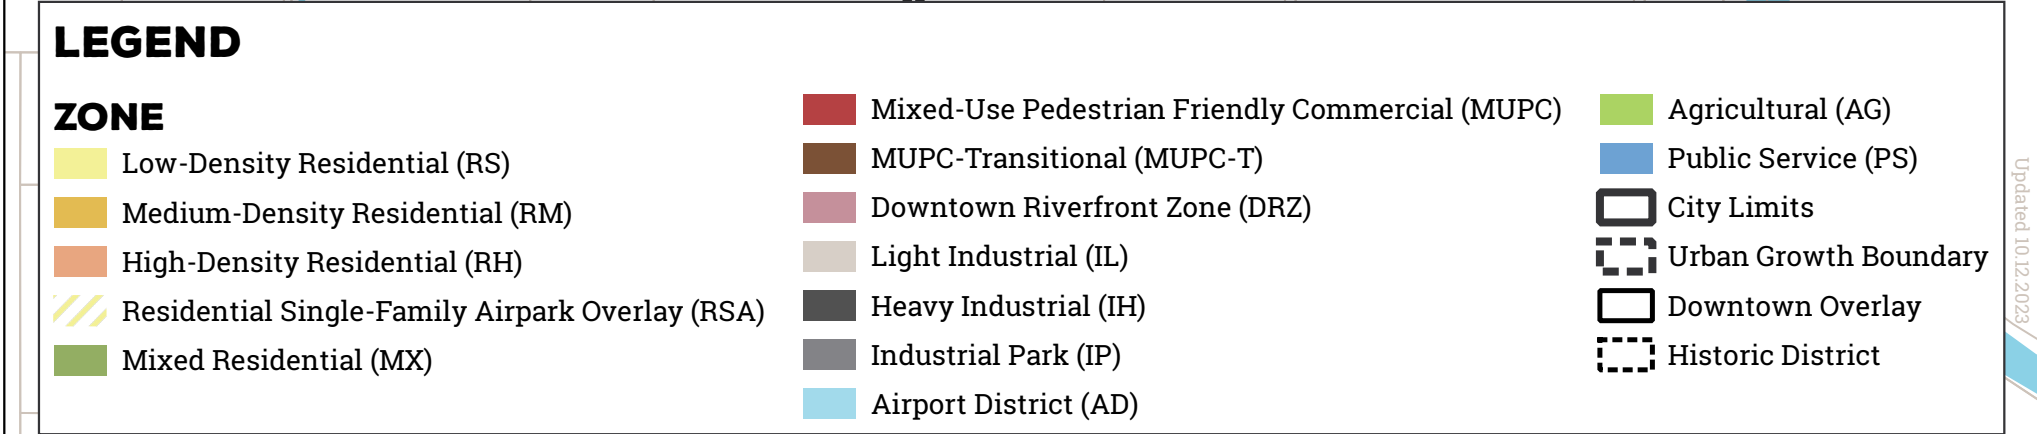 LEGEND
ZONE
Low-Density Residential (RS)
Medium-Density Residential (RM)
High-Density Residential (RH)
Residential Single-Family Airpark Overlay (RSA)
Mixed Residential (MX)
Mixed-Use Pedestrian Friendly Commercial (MUPC)
MUPC-Transitional (MUPC-T)
Downtown Riverfront Zone (DRZ)
Light Industrial (IL)
Heavy Industrial (IH)
Industrial Park (IP)
Airport District (AD)
Agricultural (AG)
Public Service (PS)
City Limits
Urban Growth Boundary
Downtown Overlay
Historic District
Updated 10.12.2023